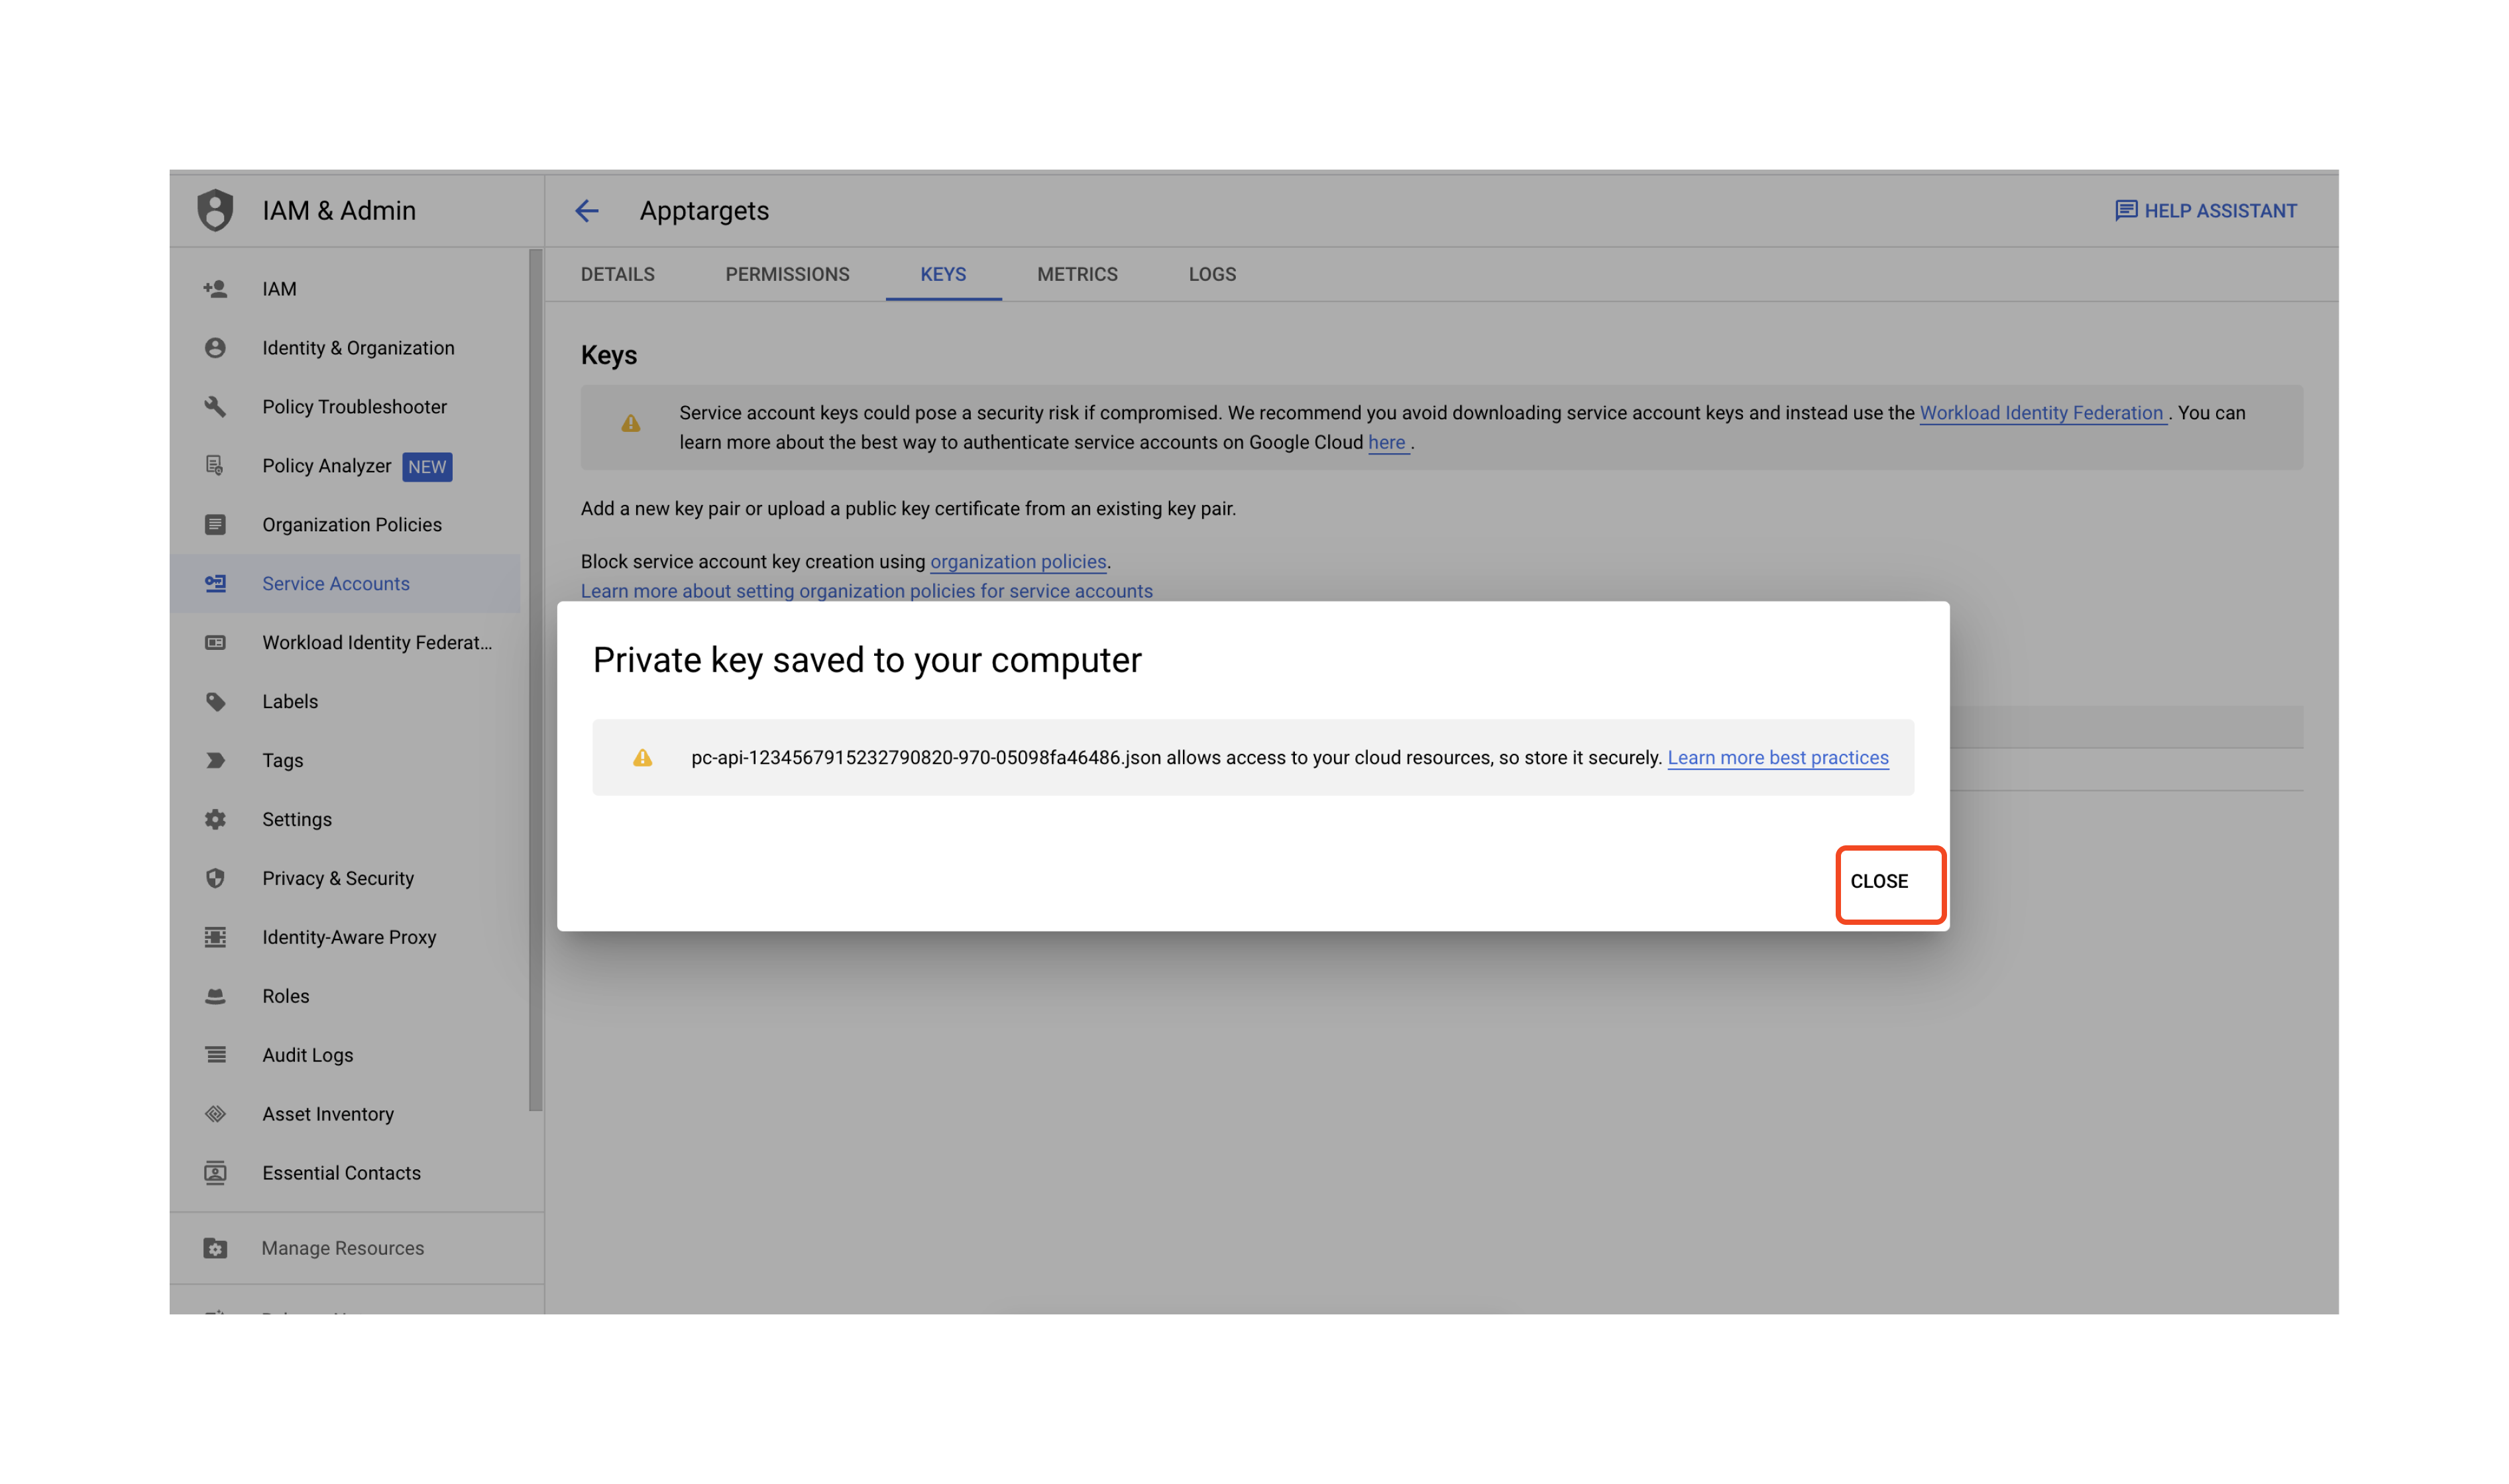 IAM & Admin
Apptargets
HELP ASSISTANT
IAM
Identity & Organization
Policy Troubleshooter
Policy Analyzer NEW
Organization Policies
Service Accounts
Workload Identity Federat...
Labels
Tags
Settings
Privacy & Security
Identity-Aware Proxy
Roles
Audit Logs
Asset Inventory
Essential Contacts
Manage Resources
DETAILS PERMISSIONS KEYS METRICS LOGS
Keys
Service account keys could pose a security risk if compromised. We recommend you avoid downloading service account keys and instead use the Workload Identity Federation . You can
learn more about the best way to authenticate service accounts on Google Cloud here .
Add a new key pair or upload a public key certificate from an existing key pair.
Block service account key creation using organization policies.
Learn more about setting organization policies for service accounts
Private key saved to your computer
pc-api-1234567915232790820-970-05098fa46486.json allows access to your cloud resources, so store it securely. Learn more best practices
CLOSE